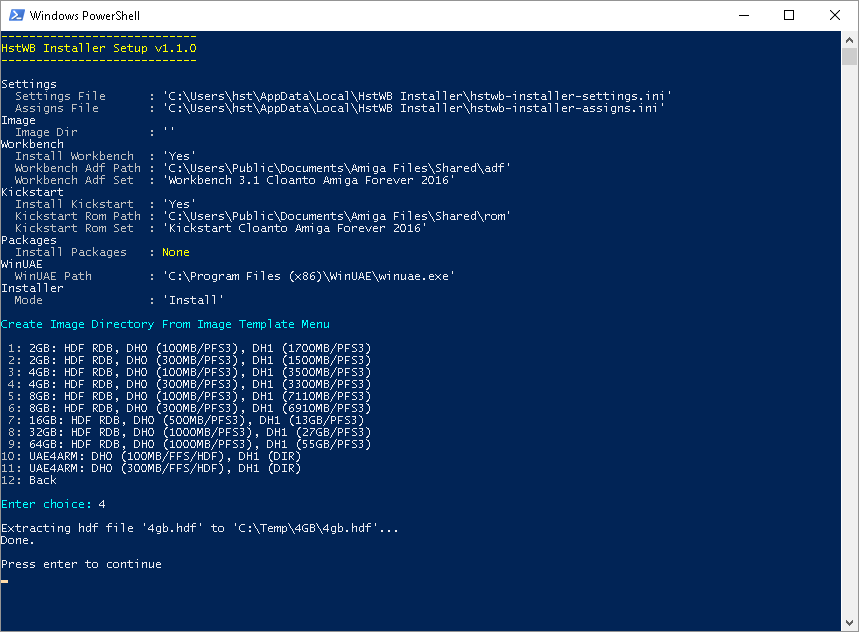 Windows PowerShell
---------------------------
HstWB Installer Setup v1.1.0
---------------------------
Settings
Settings File : 'C:\Users\hst\AppData\Local\HstWB Installer\hstwb-installer-settings.ini'
Assigns File : 'C:\Users\hst\AppData\Local\HstWB Installer\hstwb-installer-assigns.ini'
Image
Image Dir : ''
Workbench
Install Workbench : 'Yes'
Workbench Adf Path : 'C:\Users\Public\Documents\Amiga Files\Shared\adf'
Workbench Adf Set : 'Workbench 3.1 Cloanto Amiga Forever 2016'
Kickstart
Install Kickstart : 'Yes'
Kickstart Rom Path : 'C:\Users\Public\Documents\Amiga Files\Shared\rom'
Kickstart Rom Set : 'Kickstart Cloanto Amiga Forever 2016'
Packages
Install Packages : None
WinUAE
WinUAE Path : 'C:\Program Files (x86)\WinUAE\winuae.exe'
Installer
Mode : 'Install'
Create Image Directory From Image Template Menu
1: 2GB: HDF RDB, DH0 (100MB/PFS3), DH1 (1700MB/PFS3)
2: 2GB: HDF RDB, DH0 (300MB/PFS3), DH1 (1500MB/PFS3)
3: 4GB: HDF RDB, DH0 (100MB/PFS3), DH1 (3500MB/PFS3)
4: 4GB: HDF RDB, DH0 (300MB/PFS3), DH1 (3300MB/PFS3)
5: 8GB: HDF RDB, DH0 (100MB/PFS3), DH1 (7110MB/PFS3)
6: 8GB: HDF RDB, DH0 (300MB/PFS3), DH1 (6910MB/PFS3)
7: 16GB: HDF RDB, DH0 (500MB/PFS3), DH1 (13GB/PFS3)
8: 32GB: HDF RDB, DH0 (1000MB/PFS3), DH1 (27GB/PFS3)
9: 64GB: HDF RDB, DH0 (1000MB/PFS3), DH1 (55GB/PFS3)
10: UAE4ARM: DH0 (100MB/FFS/HDF), DH1 (DIR)
11: UAE4ARM: DH0 (300MB/FFS/HDF), DH1 (DIR)
12: Back
Enter choice: 4
Extracting hdf file '4gb.hdf' to 'C:\Temp\4GB\4gb.hdf'...
Done.
Press enter to continue